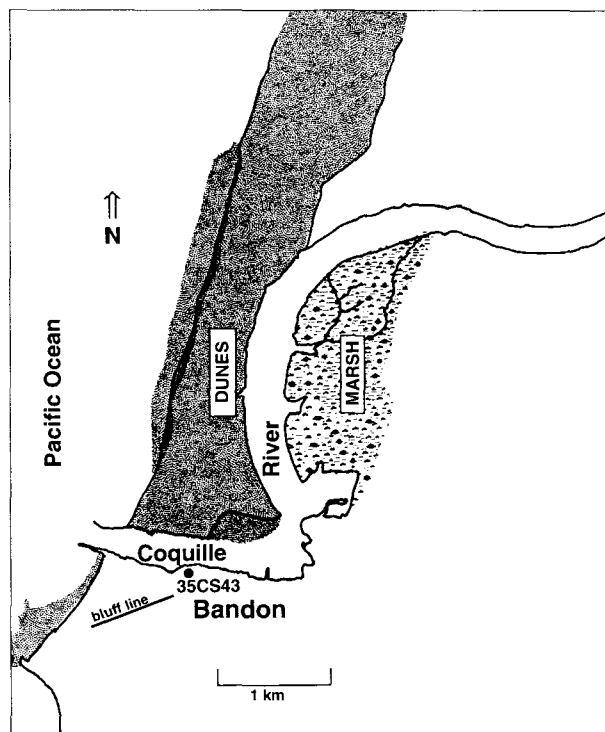 N
Pacific Ocean
DUNES
MARSH
River
Coquille
35CS43
Bandon
bluff line
1 km